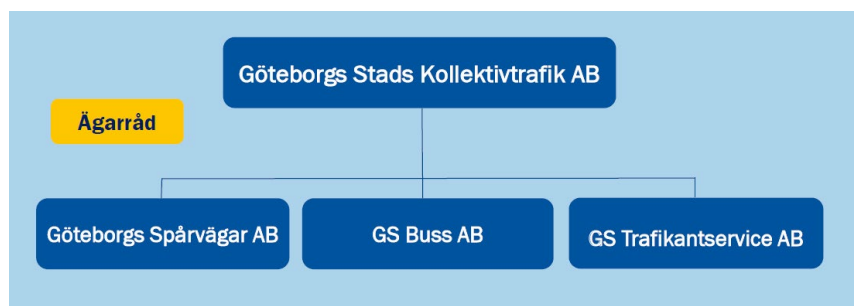 Göteborgs Stads Kollektivtrafik AB
Ägarråd
Göteborgs Spårvägar AB
GS Buss AB
GS Trafikantservice AB